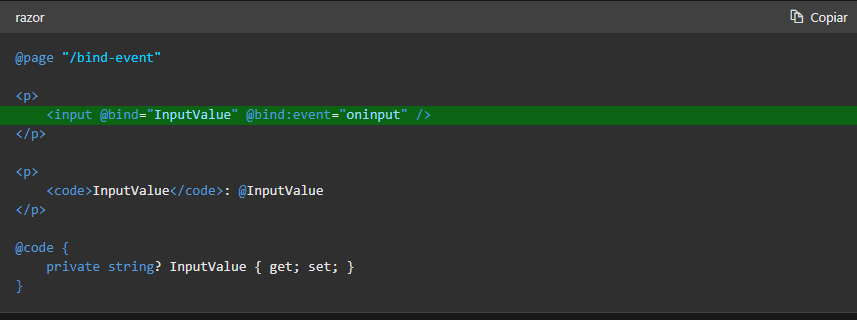 razor
Copiar
@page "/bind-event"
<p>
<input @bind="InputValue" @bind:event="oninput" />
</p>
<p>
<code>InputValue</code>: @InputValue
</p>
@code {
private string? InputValue { get; set; }
}